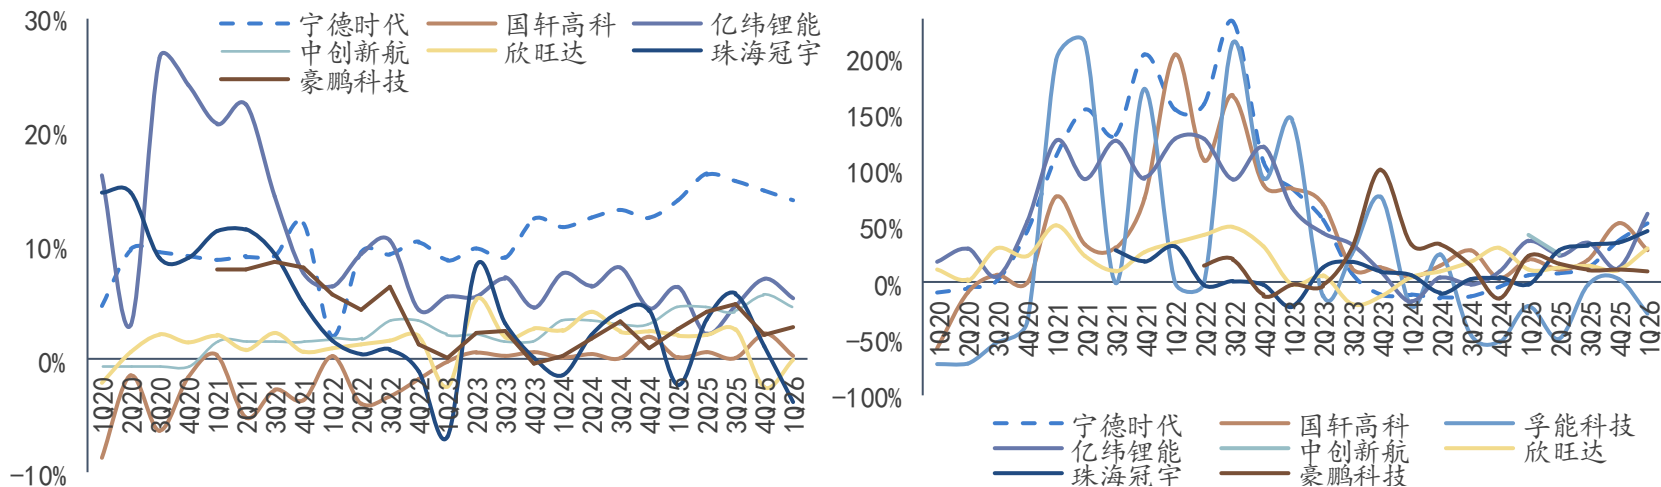 30%
20%
10%
0%
-10%
宁德时代 国轩高科 亿纬锂能
中创新航 欣旺达 珠海冠宇
豪鹏科技
1Q20 2Q20 3Q20 4Q20 1Q21 2Q21 3Q21 4Q21 1Q22 2Q22 3Q22 4Q22 1Q23 2Q23 3Q23 4Q23 1Q24 2Q24 3Q24 4Q24 1Q25 2Q25 3Q25 4Q25 1Q26
200%
150%
100%
50%
0%
-50%
-100%
1Q20 2Q20 3Q20 4Q20 1Q21 2Q21 3Q21 4Q21 1Q22 2Q22 3Q22 4Q22 1Q23 2Q23 3Q23 4Q23 1Q24 2Q24 3Q24 4Q24 1Q25 2Q25 3Q25 4Q25 1Q26
宁德时代 国轩高科 孚能科技
亿纬锂能 中创新航 欣旺达
珠海冠宇 豪鹏科技